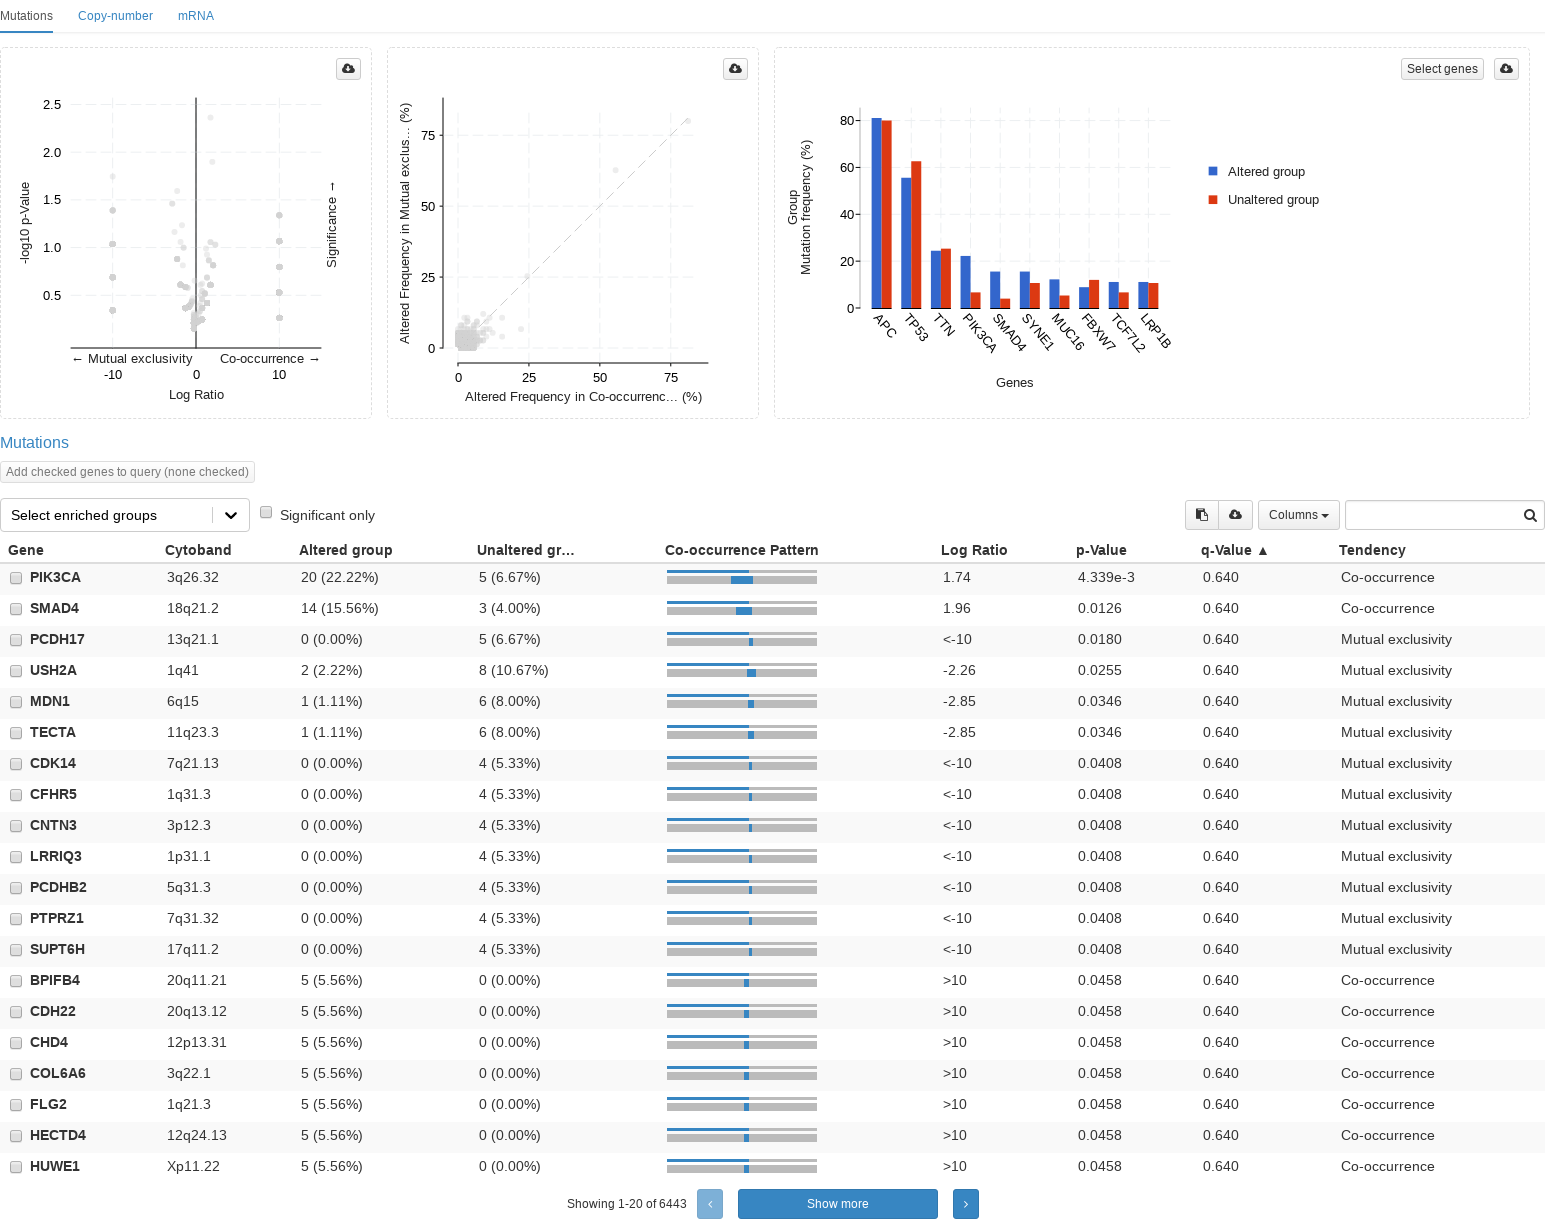 Mutations Copy-number mRNA
2.5
2.0
1.5
1.0
0.5
-log10 p-Value
Significance →
← Mutual exclusivity Co-occurrence →
-10 0 10
Log Ratio
75
50
25
0
Altered Frequency in Mutual exclus... (%)
0 25 50 75
Altered Frequency in Co-occurrenc... (%)
Select genes
80
60
40
20
0
Group
Mutation frequency (%)
APC TP53 TTN PIK3CA SMAD4 SYNE1 MUC16 FBXW7 TCF7L2 LRP1B
Genes
Altered group
Unaltered group
Mutations
Add checked genes to query (none checked)
Select enriched groups Significant only Columns
Gene Cytoband Altered group Unaltered gr... Co-occurrence Pattern Log Ratio p-Value q-Value ▲ Tendency
PIK3CA 3q26.32 20 (22.22%) 5 (6.67%) 1.74 4.339e-3 0.640 Co-occurrence
SMAD4 18q21.2 14 (15.56%) 3 (4.00%) 1.96 0.0126 0.640 Co-occurrence
PCDH17 13q21.1 0 (0.00%) 5 (6.67%) <-10 0.0180 0.640 Mutual exclusivity
USH2A 1q41 2 (2.22%) 8 (10.67%) -2.26 0.0255 0.640 Mutual exclusivity
MDN1 6q15 1 (1.11%) 6 (8.00%) -2.85 0.0346 0.640 Mutual exclusivity
TECTA 11q23.3 1 (1.11%) 6 (8.00%) -2.85 0.0346 0.640 Mutual exclusivity
CDK14 7q21.13 0 (0.00%) 4 (5.33%) <-10 0.0408 0.640 Mutual exclusivity
CFHR5 1q31.3 0 (0.00%) 4 (5.33%) <-10 0.0408 0.640 Mutual exclusivity
CNTN3 3p12.3 0 (0.00%) 4 (5.33%) <-10 0.0408 0.640 Mutual exclusivity
LRRIQ3 1p31.1 0 (0.00%) 4 (5.33%) <-10 0.0408 0.640 Mutual exclusivity
PCDHB2 5q31.3 0 (0.00%) 4 (5.33%) <-10 0.0408 0.640 Mutual exclusivity
PTPRZ1 7q31.32 0 (0.00%) 4 (5.33%) <-10 0.0408 0.640 Mutual exclusivity
SUPT6H 17q11.2 0 (0.00%) 4 (5.33%) <-10 0.0408 0.640 Mutual exclusivity
BPIFB4 20q11.21 5 (5.56%) 0 (0.00%) >10 0.0458 0.640 Co-occurrence
CDH22 20q13.12 5 (5.56%) 0 (0.00%) >10 0.0458 0.640 Co-occurrence
CHD4 12p13.31 5 (5.56%) 0 (0.00%) >10 0.0458 0.640 Co-occurrence
COL6A6 3q22.1 5 (5.56%) 0 (0.00%) >10 0.0458 0.640 Co-occurrence
FLG2 1q21.3 5 (5.56%) 0 (0.00%) >10 0.0458 0.640 Co-occurrence
HECTD4 12q24.13 5 (5.56%) 0 (0.00%) >10 0.0458 0.640 Co-occurrence
HUWE1 Xp11.22 5 (5.56%) 0 (0.00%) >10 0.0458 0.640 Co-occurrence
Showing 1-20 of 6443 ‹ Show more ›